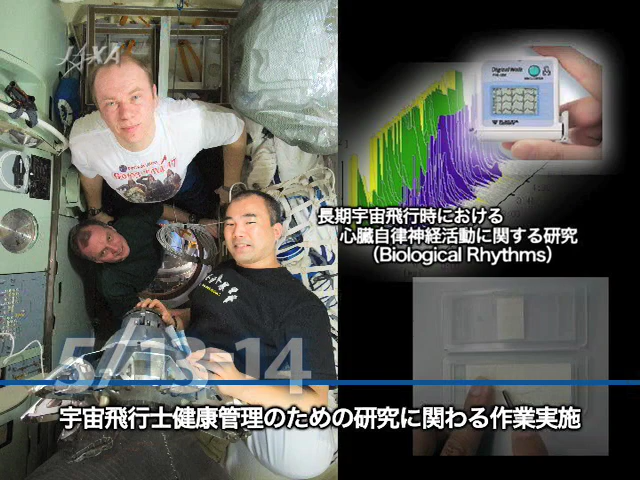 JAXA
Digital Walk
長期宇宙飛行時における
心臓自律神経活動に関する研究
(Biological Rhythms)
5/13-14
宇宙飛行士健康管理のための研究に関わる作業実施